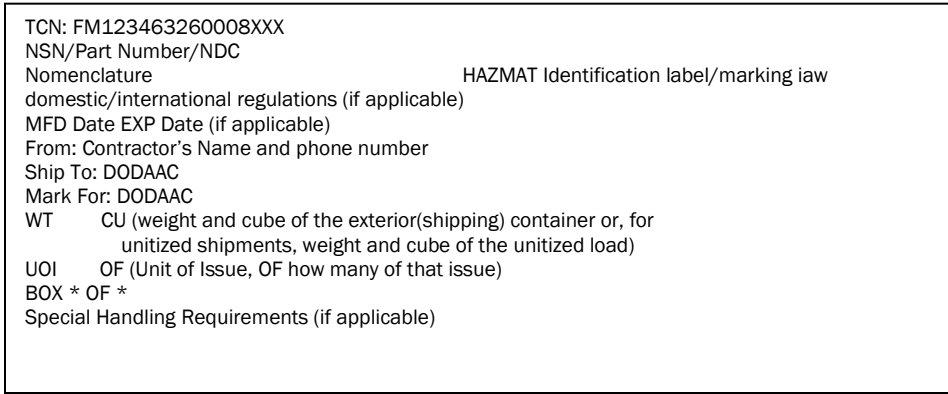 TCN: FM123463260008XXX
NSN/Part Number/NDC
Nomenclature HAZMAT Identification label/marking iaw
domestic/international regulations (if applicable)
MFD Date EXP Date (if applicable)
From: Contractor's Name and phone number
Ship To: DODAAC
Mark For: DODAAC
WT CU (weight and cube of the exterior(shipping) container or, for
unitized shipments, weight and cube of the unitized load)
UOI OF (Unit of Issue, OF how many of that issue)
BOX * OF *
Special Handling Requirements (if applicable)